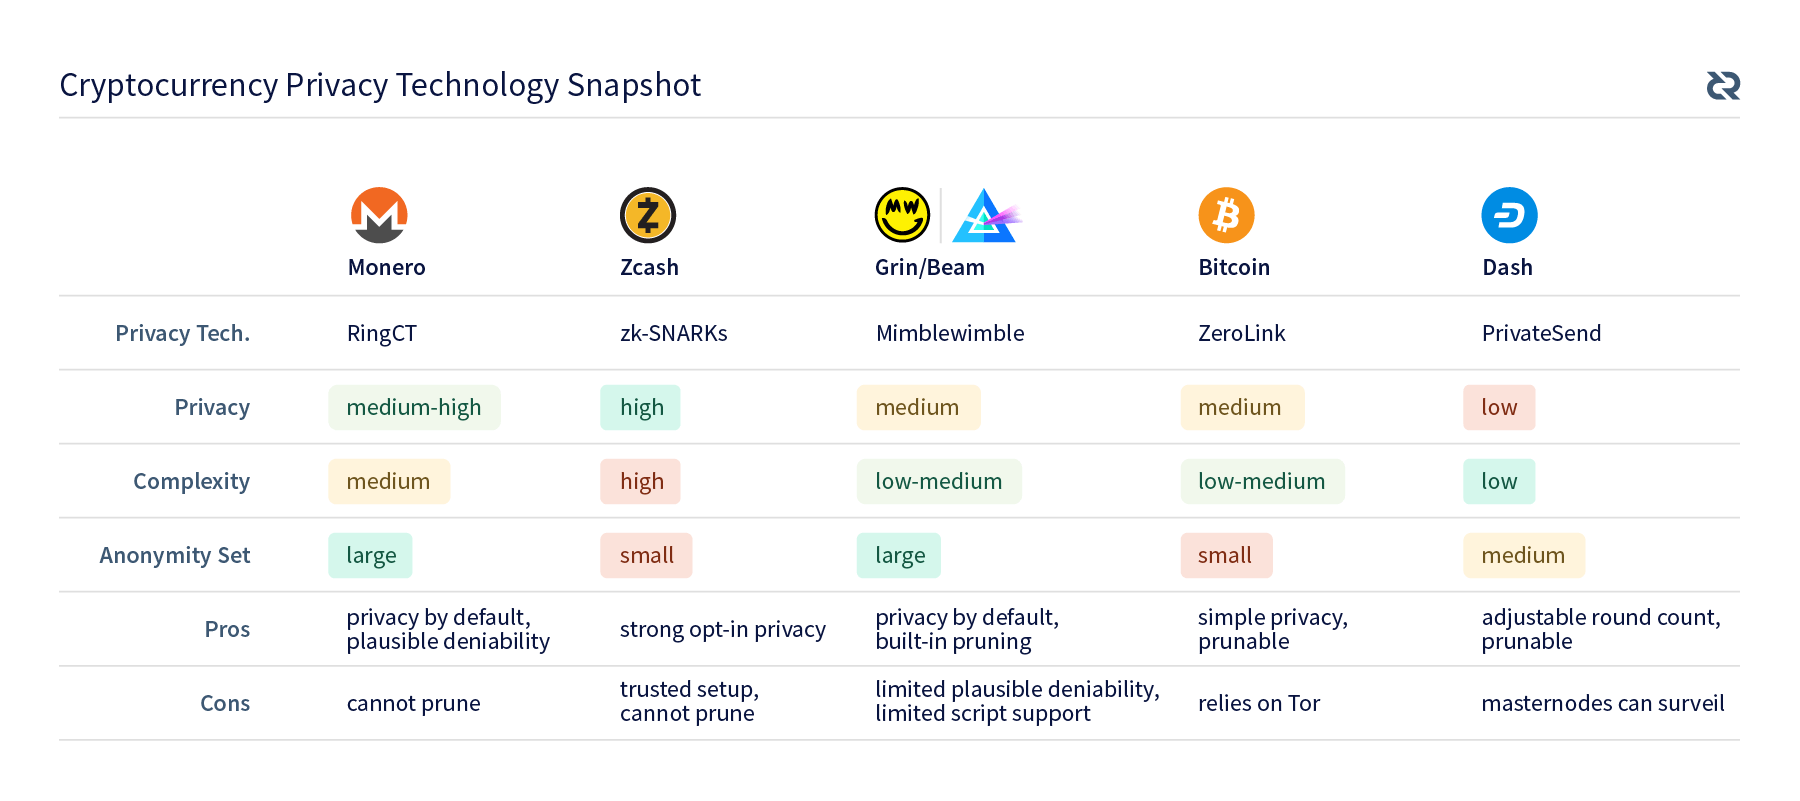 Cryptocurrency Privacy Technology Snapshot
MW
Monero Zcash Grin/Beam Bitcoin Dash
Privacy Tech. RingCT zk-SNARKs Mimblewimble ZeroLink PrivateSend
Privacy medium-high high medium medium low
Complexity medium high low-medium low-medium low
Anonymity Set large small large small medium
Pros privacy by default, plausible deniability strong opt-in privacy privacy by default, built-in pruning simple privacy, prunable adjustable round count, prunable
Cons cannot prune trusted setup, cannot prune limited plausible deniability, limited script support relies on Tor masternodes can surveil